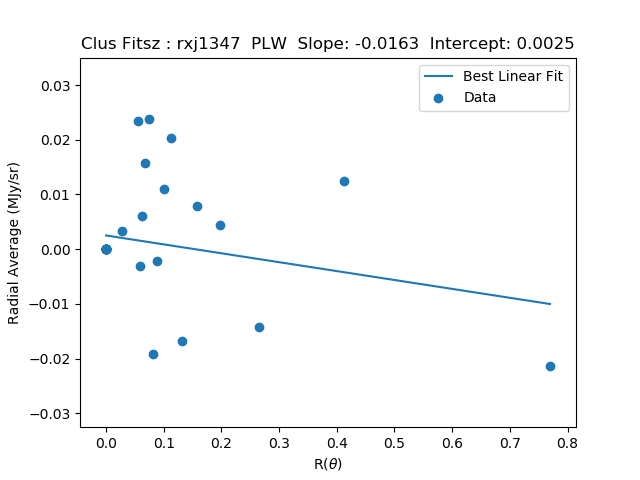 Clus Fitsz : rxj1347  PLW  Slope: -0.0163  Intercept: 0.0025
Best Linear Fit
Data
Radial Average (MJy/sr)
0.03
0.02
0.01
0.00
−0.01
−0.02
−0.03
0.0 0.1 0.2 0.3 0.4 0.5 0.6 0.7 0.8
R(θ)